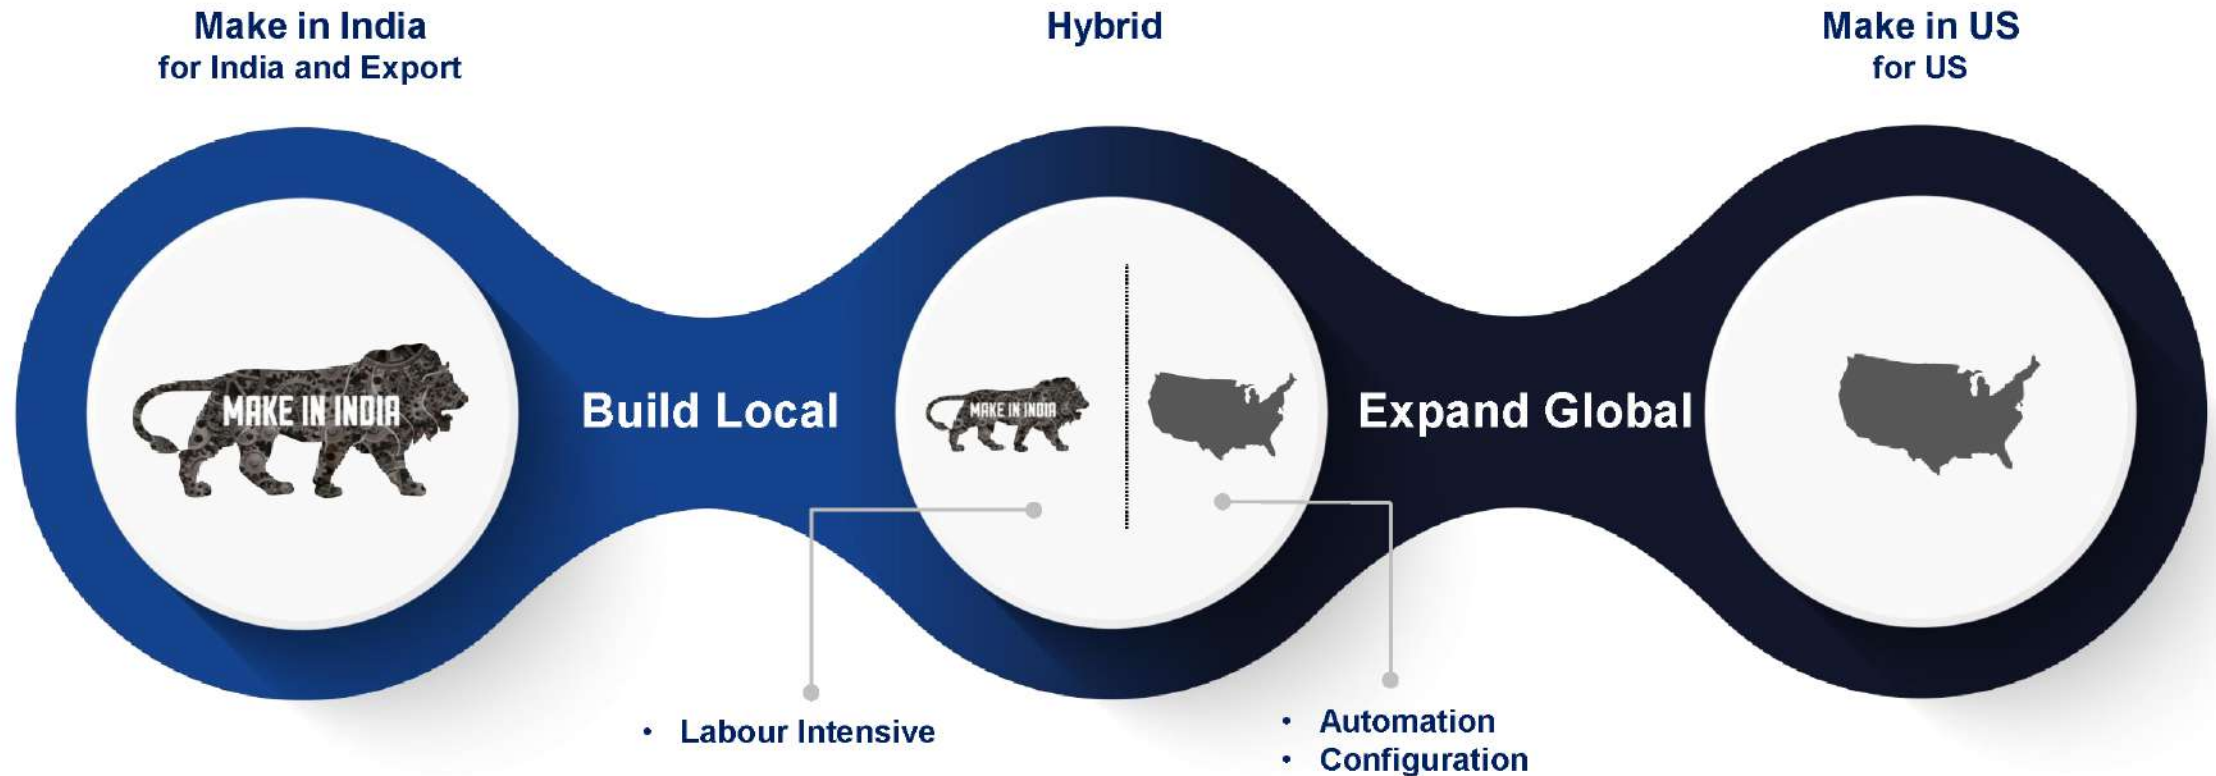 Make in India
for India and Export
Hybrid
Make in US
for US
MAKE IN INDIA
Build Local
MAKE IN INDIA
Expand Global
• Labour Intensive
• Automation
• Configuration